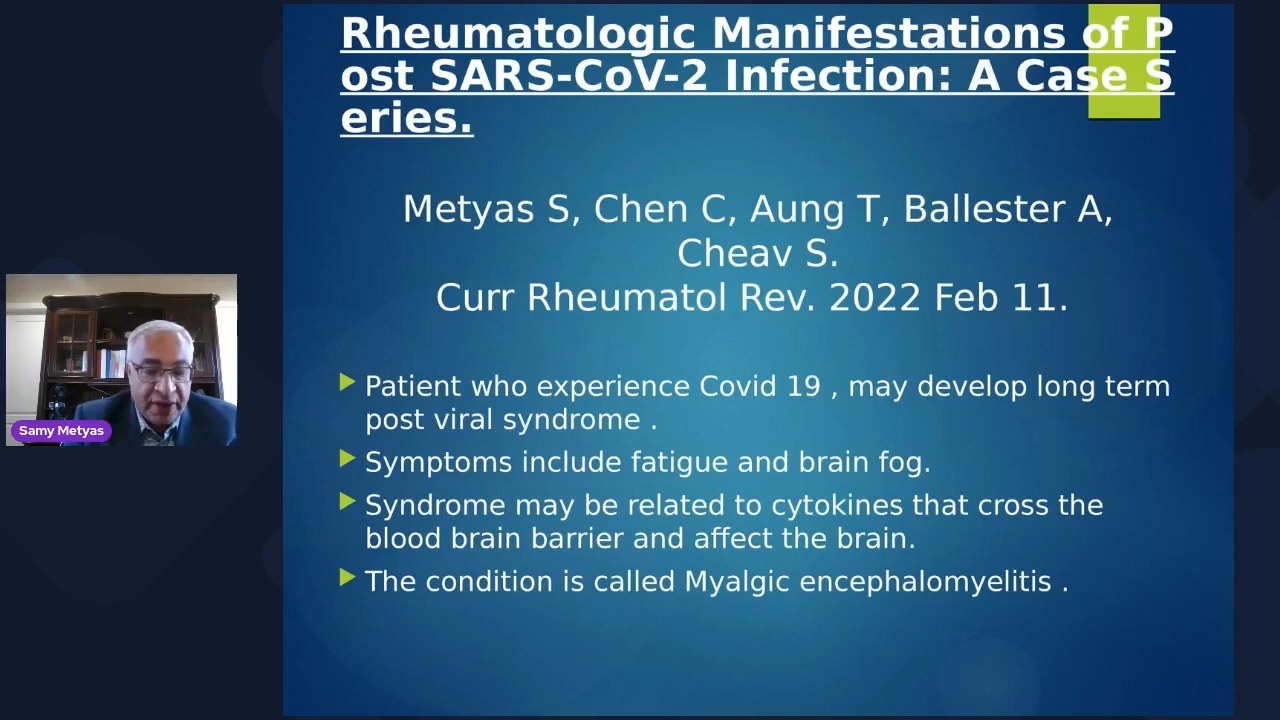 Rheumatologic Manifestations of P
ost SARS-CoV-2 Infection: A Case S
eries.
Metyas S, Chen C, Aung T, Ballester A,
Cheav S.
Curr Rheumatol Rev. 2022 Feb 11.
Patient who experience Covid 19 , may develop long term
post viral syndrome .
Symptoms include fatigue and brain fog.
Syndrome may be related to cytokines that cross the
blood brain barrier and affect the brain.
The condition is called Myalgic encephalomyelitis .
Samy Metyas